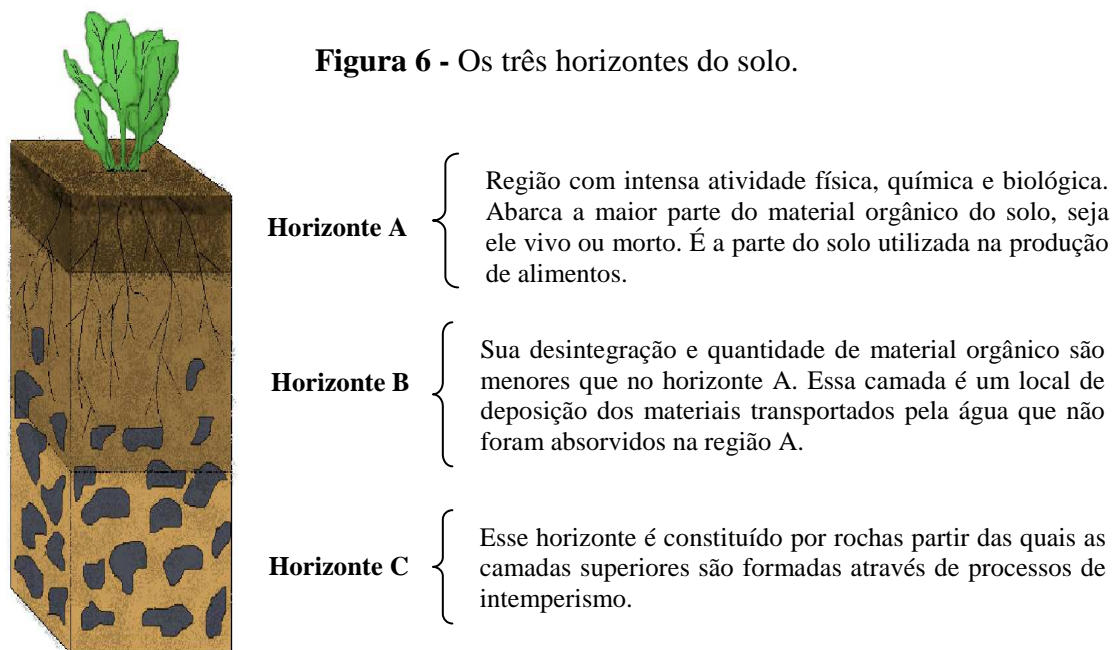 Figura 6 - Os três horizontes do solo.
Horizonte A
Região com intensa atividade física, química e biológica.
Abarca a maior parte do material orgânico do solo, seja
ele vivo ou morto. É a parte do solo utilizada na produção
de alimentos.
Horizonte B
Sua desintegração e quantidade de material orgânico são
menores que no horizonte A. Essa camada é um local de
deposição dos materiais transportados pela água que não
foram absorvidos na região A.
Horizonte C
Esse horizonte é constituído por rochas partir das quais as
camadas superiores são formadas através de processos de
intemperismo.